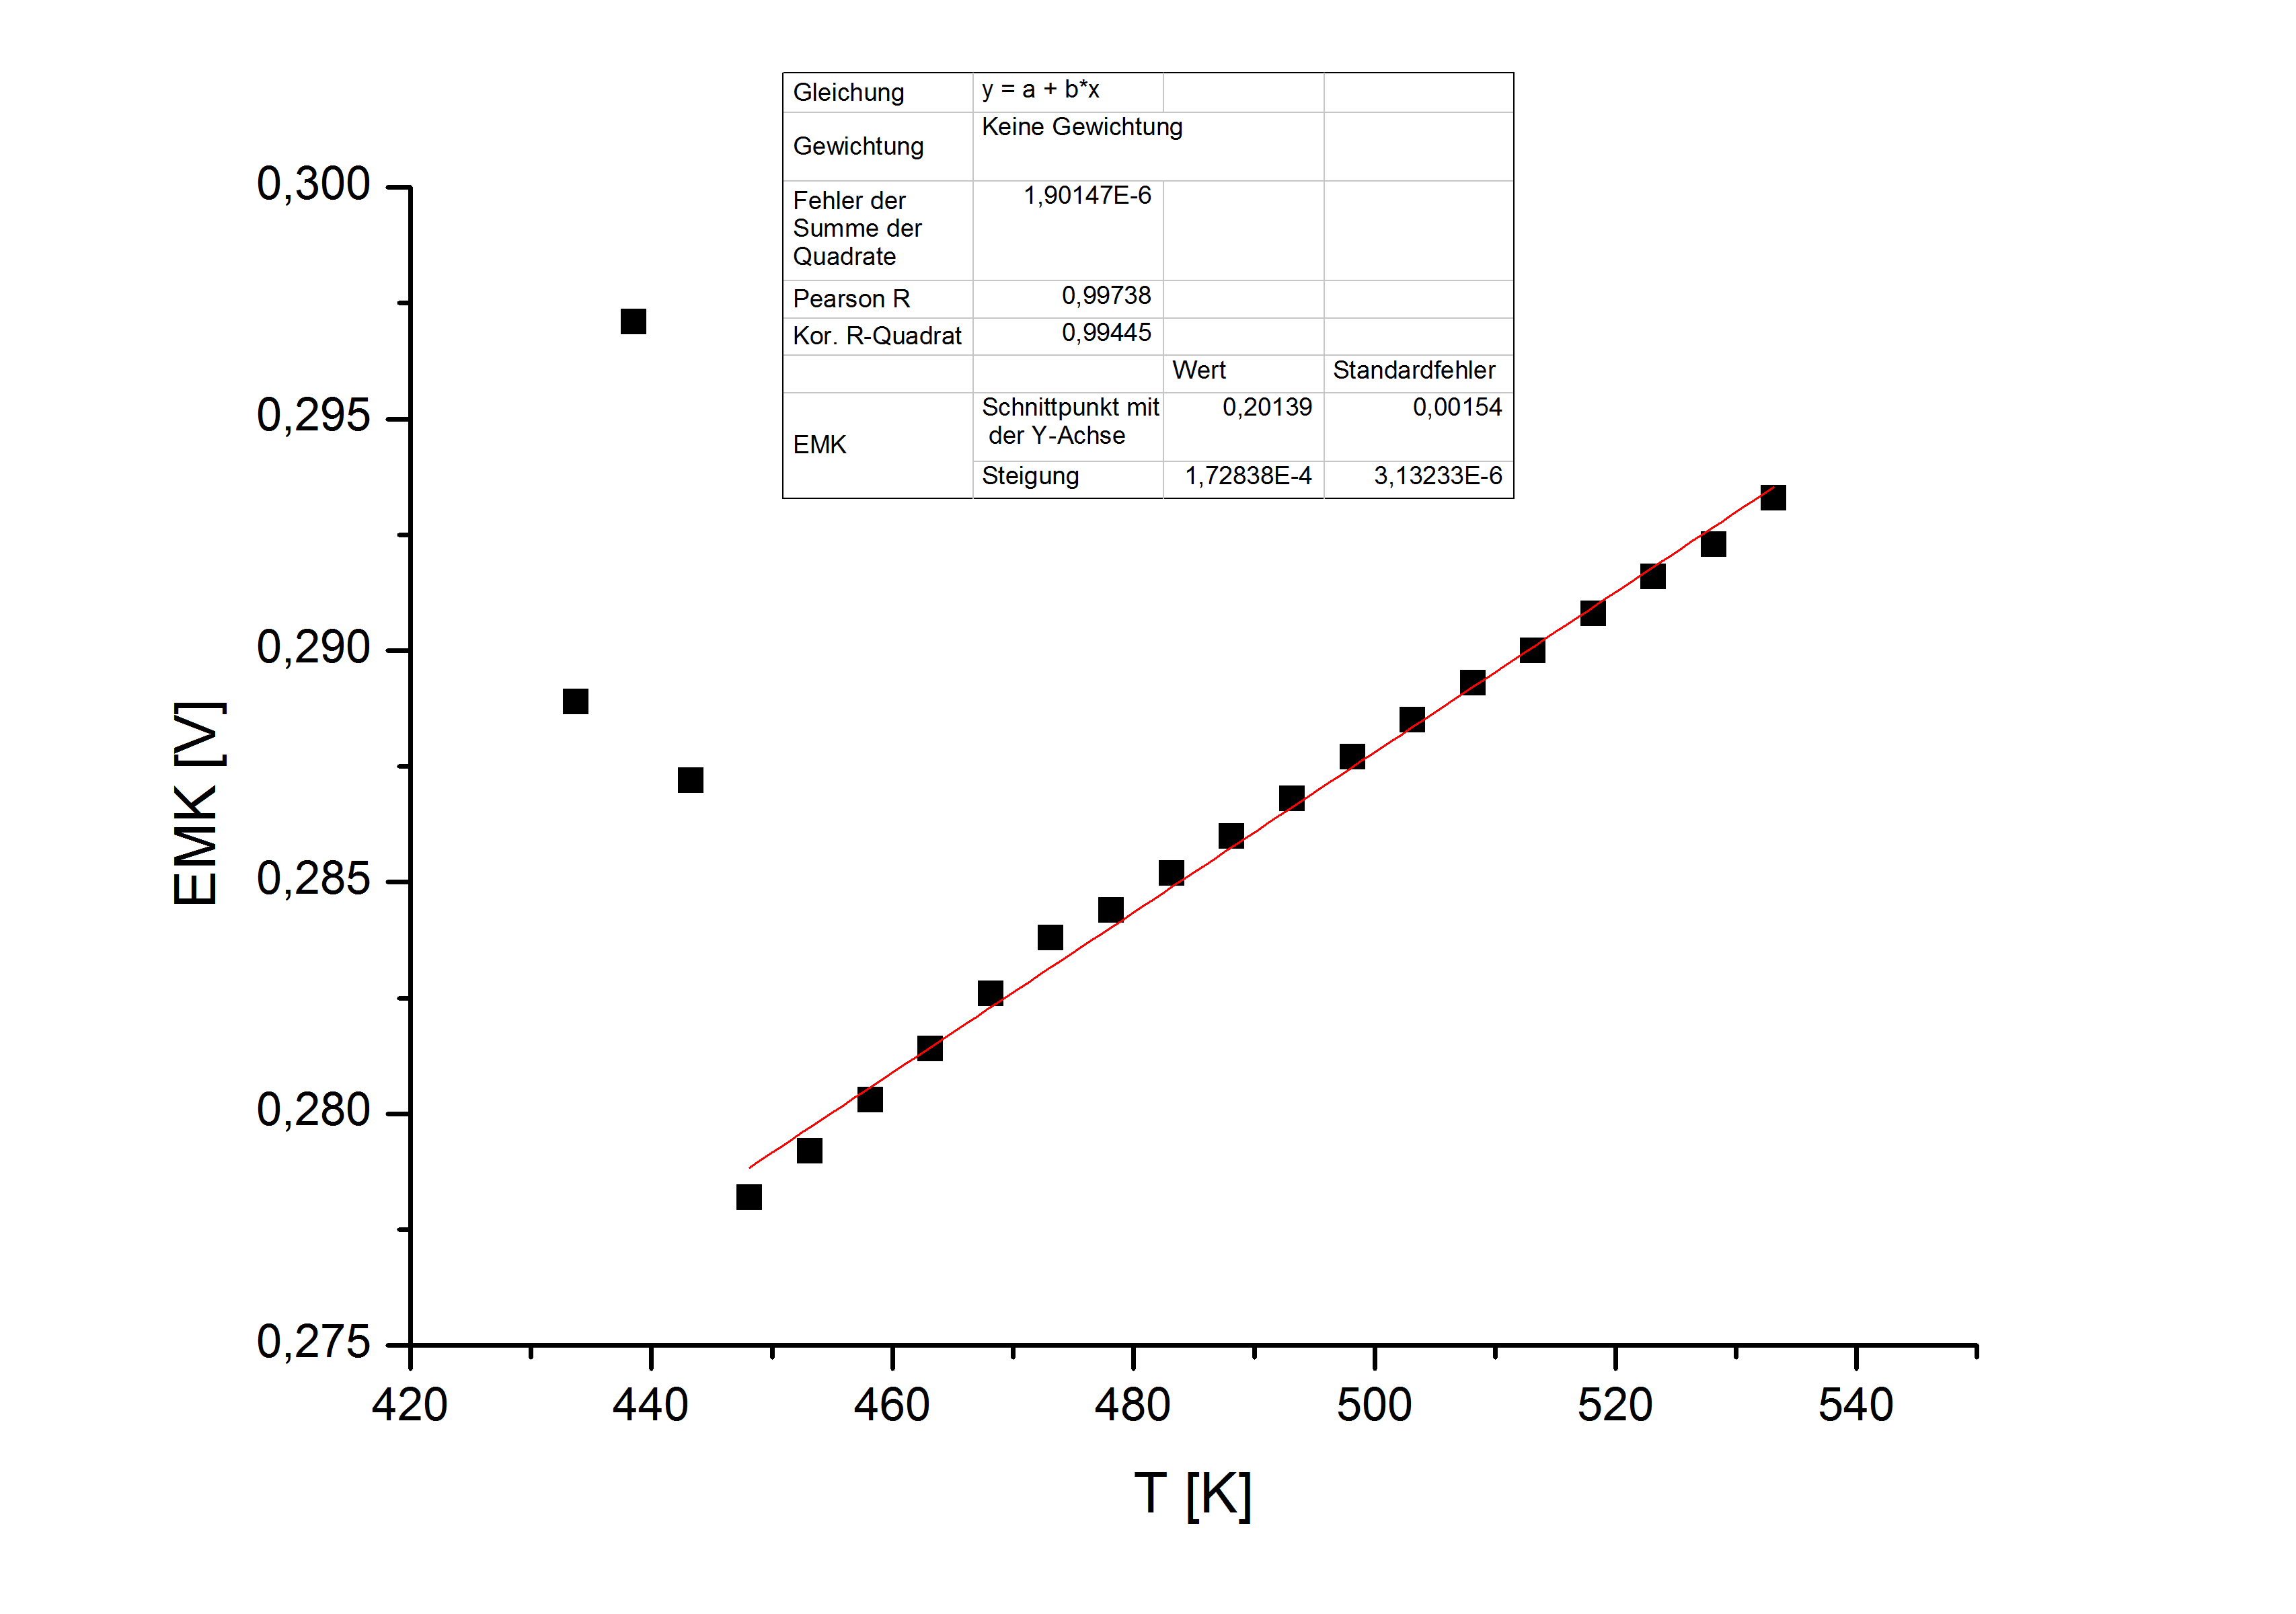 Gleichung y = a + b*x
Gewichtung Keine Gewichtung
Fehler der
Summe der
Quadrate
1,90147E-6
Pearson R 0,99738
Kor. R-Quadrat 0,99445
Wert Standardfehler
EMK
Schnittpunkt mit
der Y-Achse
0,20139 0,00154
Steigung 1,72838E-4 3,13233E-6
0,300
0,295
0,290
0,285
0,280
0,275
EMK [V]
420 440 460 480 500 520 540
T [K]